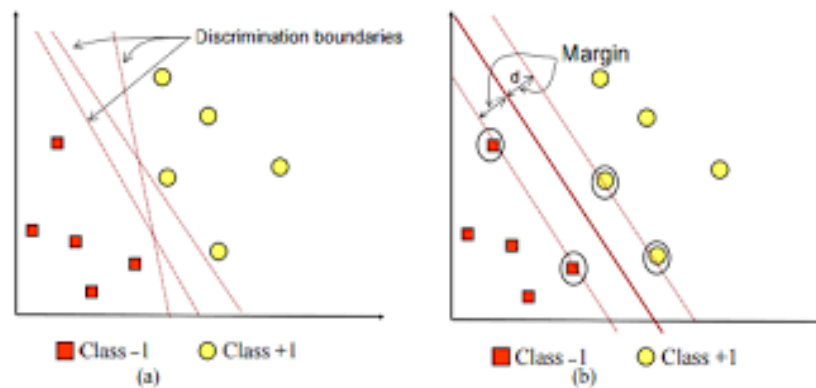 Discrimination boundaries
Class -1
Class +1
(a)
Margin
d
Class -1
Class +1
(b)